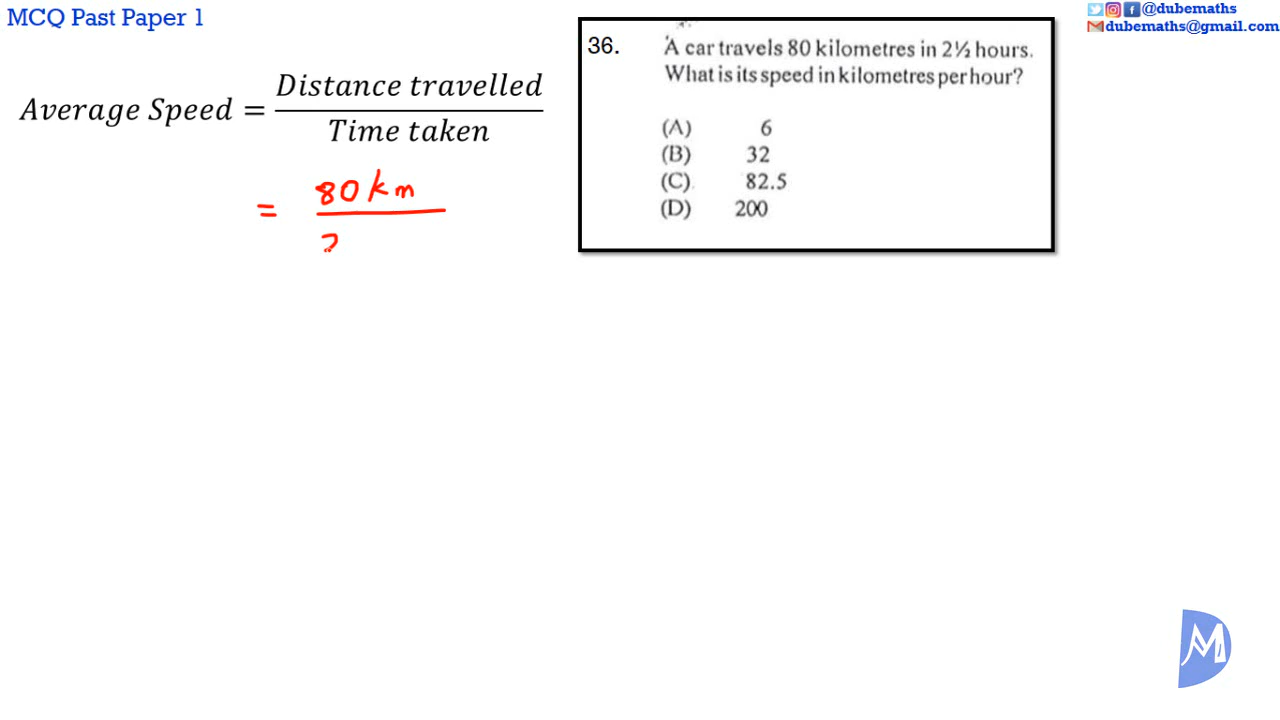 MCQ Past Paper 1
@dubemaths
dubemaths@gmail.com
Average Speed = Distance travelled
Time taken
= 80 km
2
36. A car travels 80 kilometres in 2½ hours.
What is its speed in kilometres per hour?
(A) 6
(B) 32
(C) 82.5
(D) 200
M